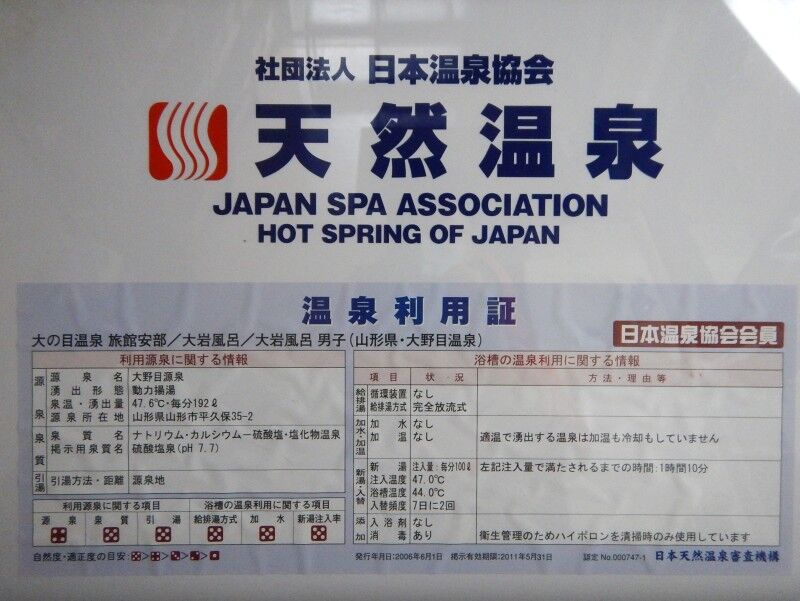 社団法人 日本温泉協会
天然温泉
JAPAN SPA ASSOCIATION
HOT SPRING OF JAPAN
温泉利用証
大の目温泉 旅館安部／大岩風呂／大岩風呂 男子(山形県・大野目温泉)
日本温泉協会会員
利用源泉に関する情報
源泉
源泉名 大野目源泉
湧出形態 動力揚湯
泉温・湧出量 47.6℃・毎分192ℓ
源泉所在地 山形県山形市平久保35-2
泉質
泉質名 ナトリウム・カルシウム－硫酸塩・塩化物温泉
掲示用泉質名 硫酸塩泉(pH 7.7)
引湯
引湯方法・距離 源泉地
利用源泉に関する項目 浴槽の温泉利用に関する項目
源泉 泉質 引湯 給排湯方式 加水 新湯注入率
自然度・適正度の目安: > > > >
浴槽の温泉利用に関する情報
項目 状況 方法・理由等
給排湯
循環装置 なし
給排湯方式 完全放流式
加水・加温
加水 なし
加温 なし 適温で湧出する温泉は加温も冷却もしていません
新湯・入替
新湯 注入量:毎分100ℓ 左記注入量で満たされるまでの時間:1時間10分
注入温度 47.0℃
浴槽温度 44.0℃
入替頻度 7日に2回
添加
入浴剤 なし
消毒 あり 衛生管理のためハイポロンを清掃時のみ使用しています
発行年月日:2006年6月1日 掲示有効期限:2011年5月31日 認定 No.000747-1 日本天然温泉審査機構